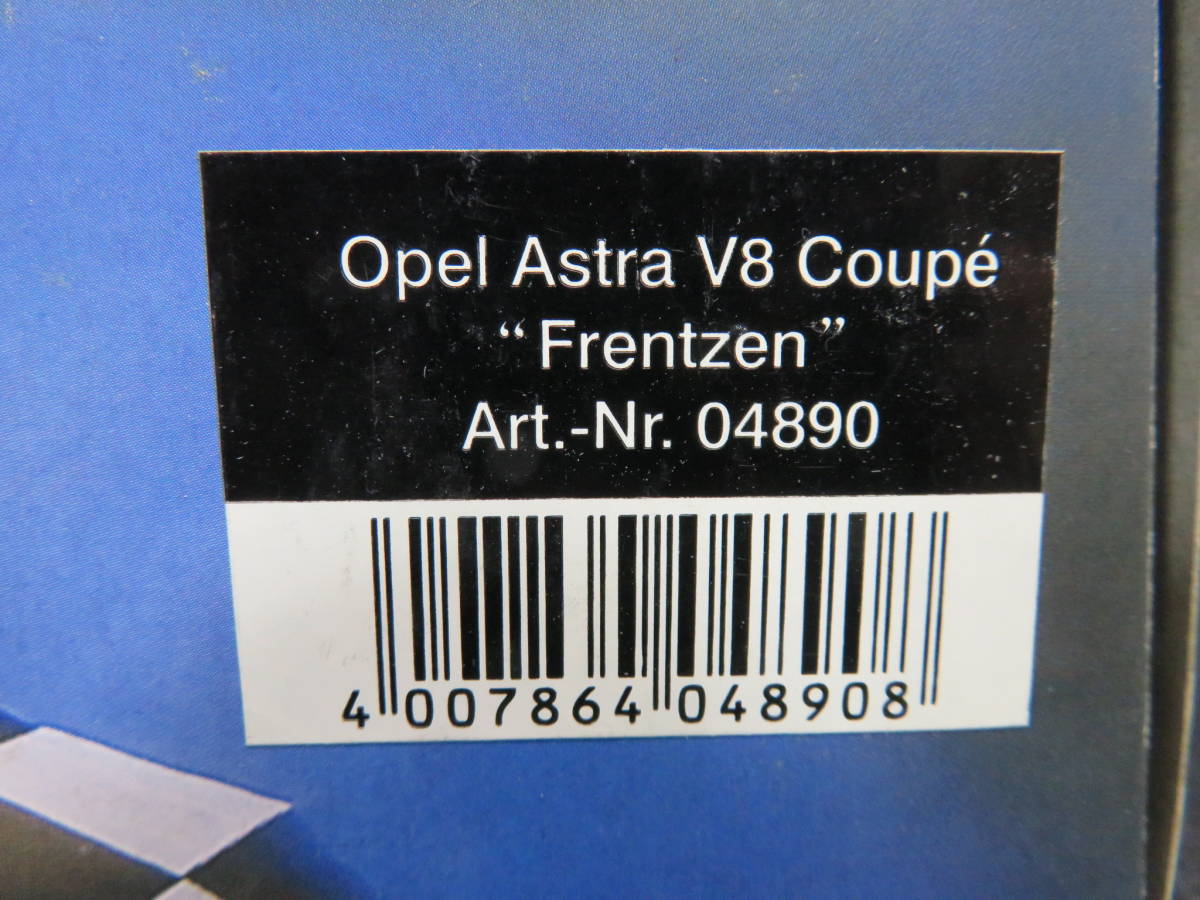 Opel Astra V8 Coupé
“Frentzen”
Art.-Nr. 04890
4 007864 048908